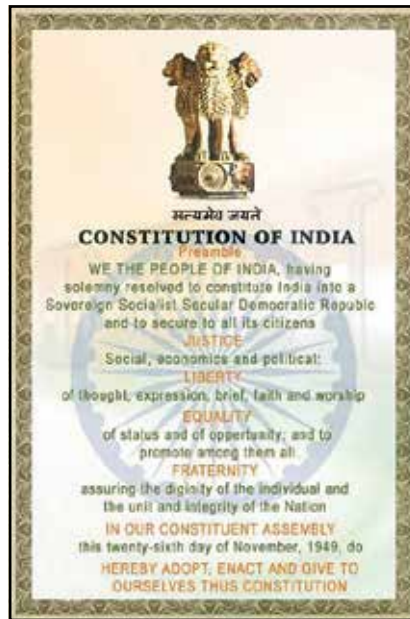 सत्यमेव जयते
CONSTITUTION OF INDIA
Preamble
WE THE PEOPLE OF INDIA, having
solemny resolved to constitute India into a
Sovereign Socialist Secular Democratic Republic
and to secure to all its citizens
JUSTICE
Social, economics and political;
LIBERTY
of thought, expression, brief, faith and worship
EQUALITY
of status and of oppertunity; and to
promote among them all
FRATERNITY
assuring the diginity of the individual and
the unit and integrity of the Nation
IN OUR CONSTITUENT ASSEMBLY
this twenty-sixth day of November, 1949, do
HEREBY ADOPT, ENACT AND GIVE TO
OURSELVES THUS CONSTITUTION